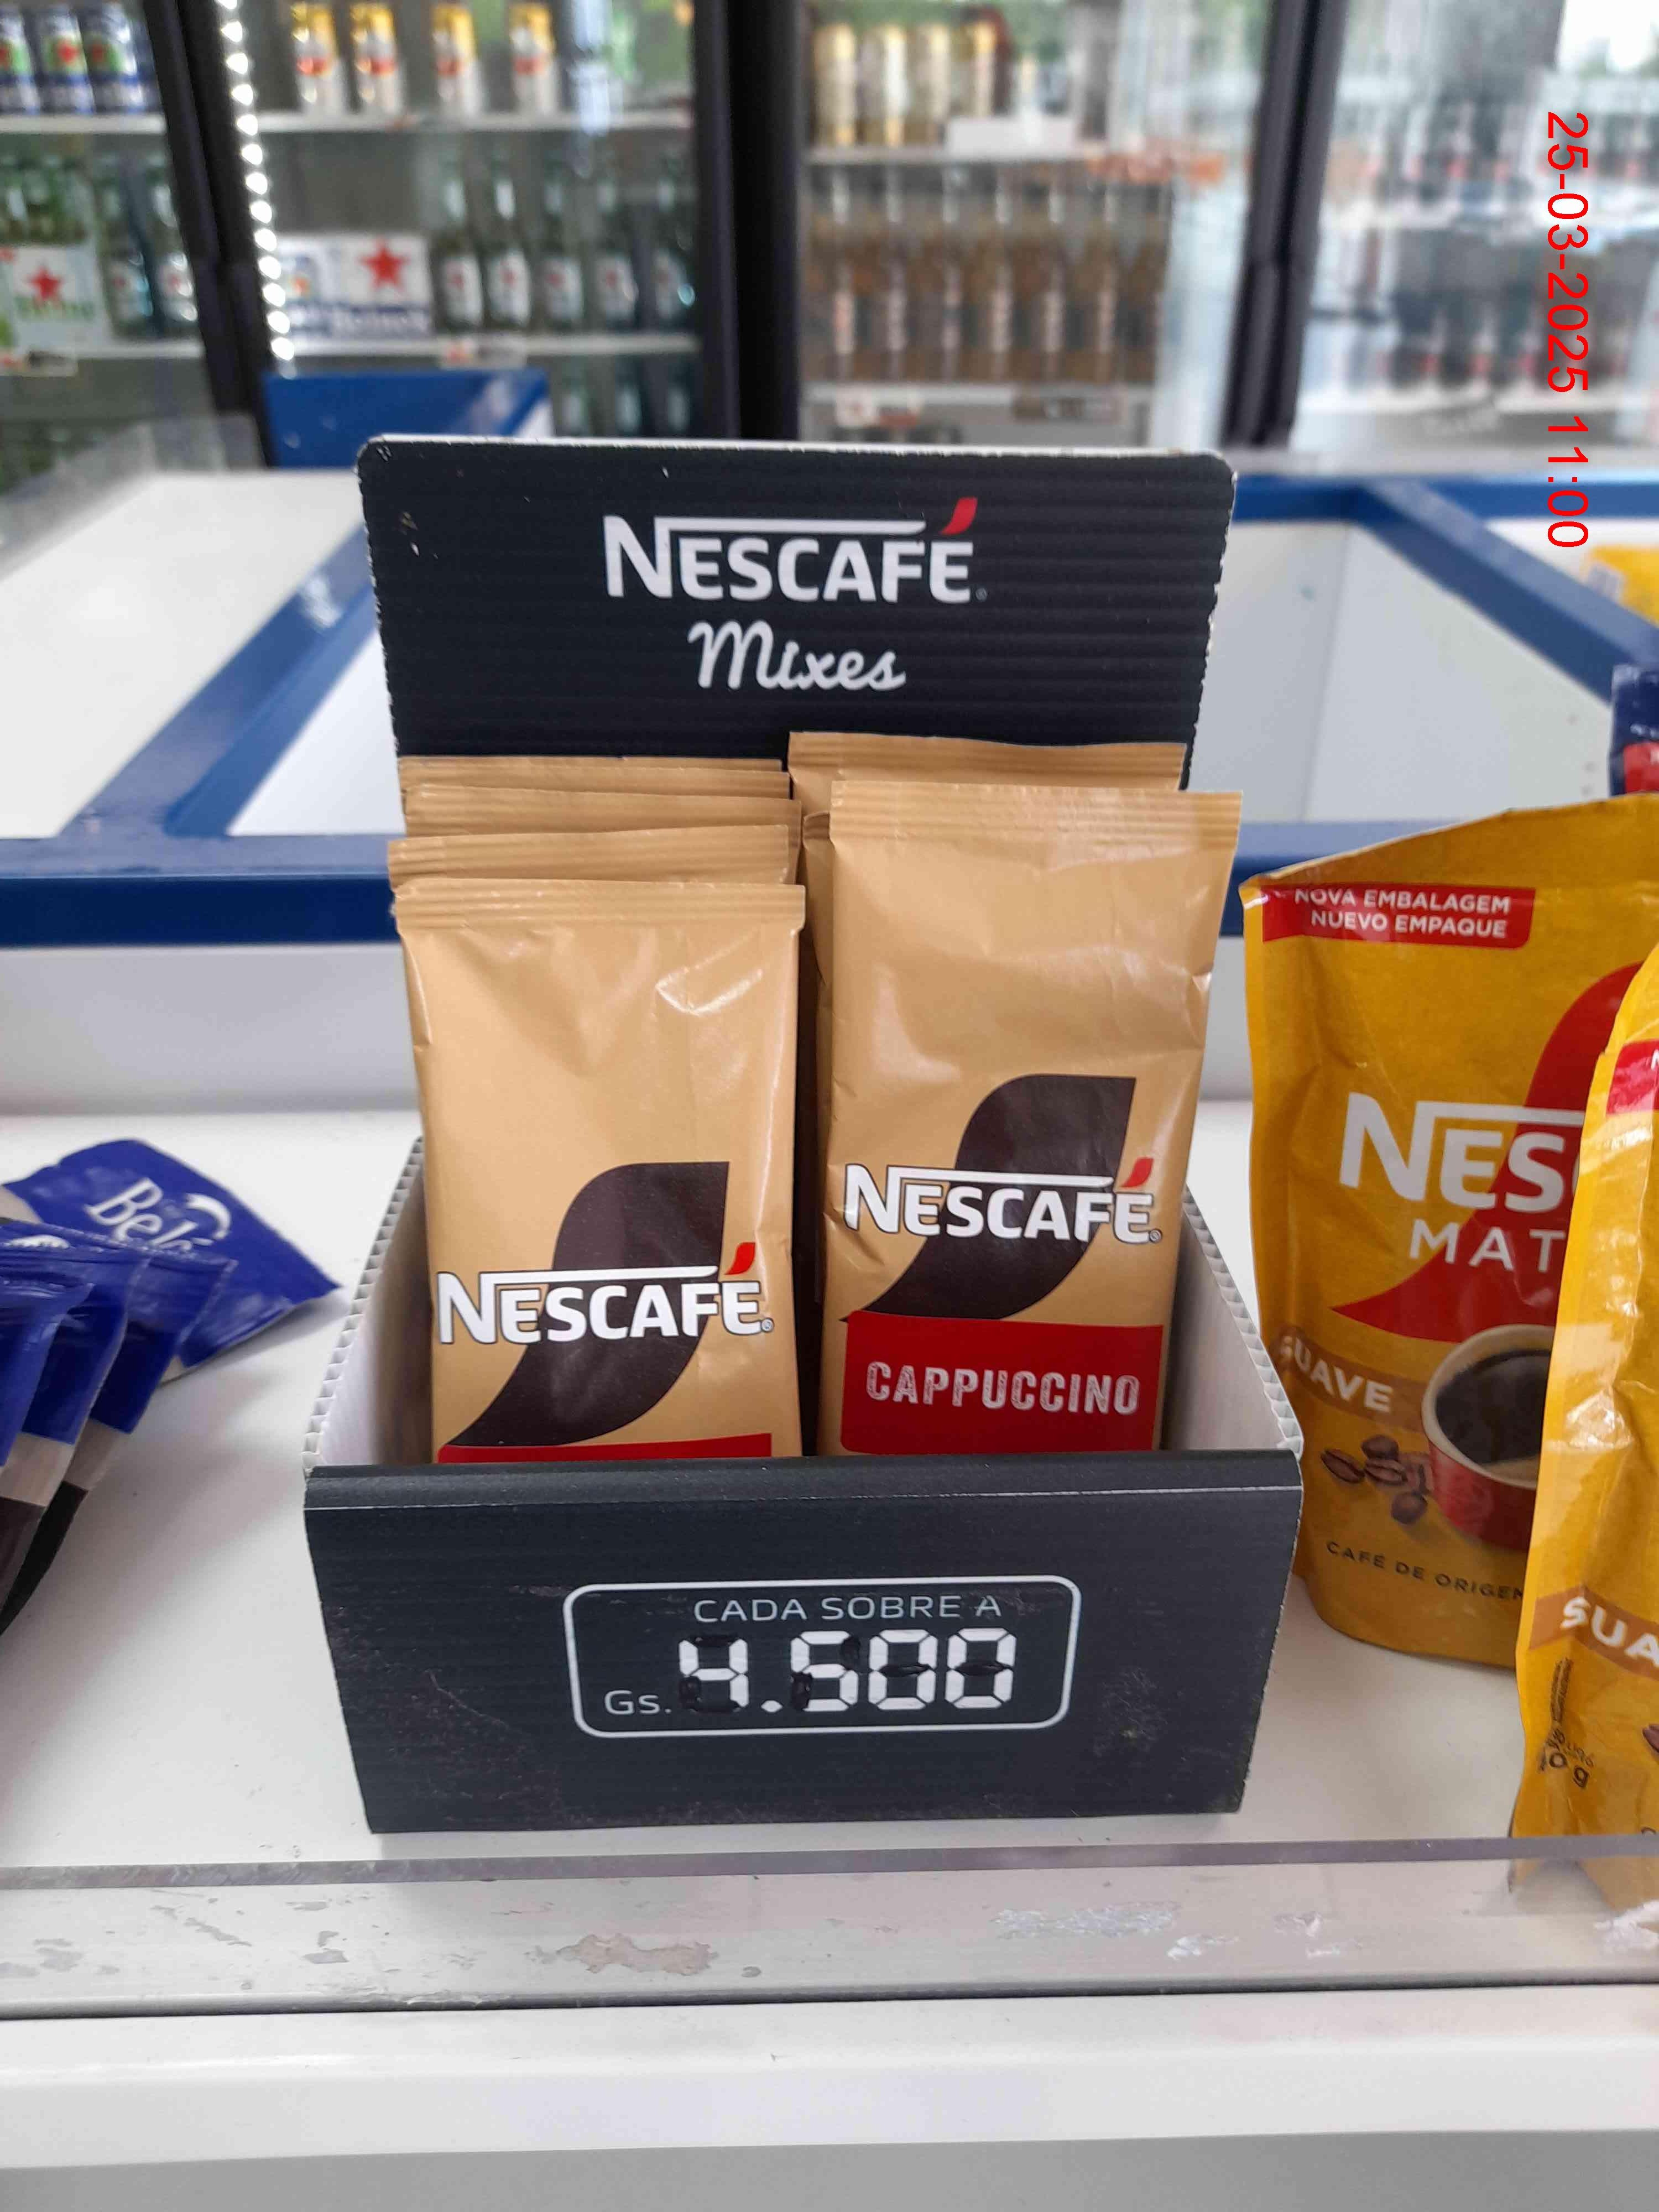 25-03-2025 11:00
NESCAFÉ
Mixes
NESCAFÉ
NESCAFÉ
CAPPUCCINO
CADA SOBRE A
Gs. 4.500
NOVA EMBALAGEM
NUEVO EMPAQUE
NES
MAT
SUAVE
CAFÉ DE ORIGEN
SUA